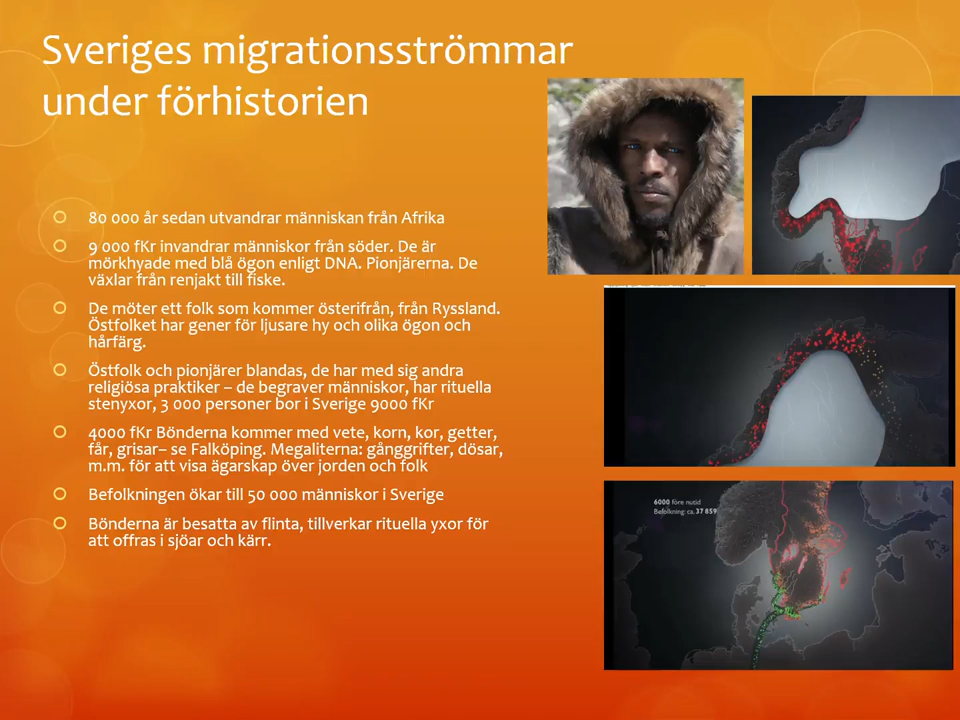 Sveriges migrationsströmmar
under förhistorien
80 000 år sedan utvandrar människan från Afrika
9 000 fKr invandrar människor från söder. De är
mörkhyade med blå ögon enligt DNA. Pionjärerna. De
växlar från renjakt till fiske.
De möter ett folk som kommer österifrån, från Ryssland.
Östfolket har gener för ljusare hy och olika ögon och
hårfärg.
Östfolk och pionjärer blandas, de har med sig andra
religiösa praktiker – de begraver människor, har rituella
stenyxor, 3 000 personer bor i Sverige 9000 fKr
4000 fKr Bönderna kommer med vete, korn, kor, getter,
får, grisar– se Falköping. Megaliterna: gånggrifter, dösar,
m.m. för att visa ägarskap över jorden och folk
Befolkningen ökar till 50 000 människor i Sverige
Bönderna är besatta av flinta, tillverkar rituella yxor för
att offras i sjöar och kärr.
6000 före nutid
Befolkning: ca. 37 859